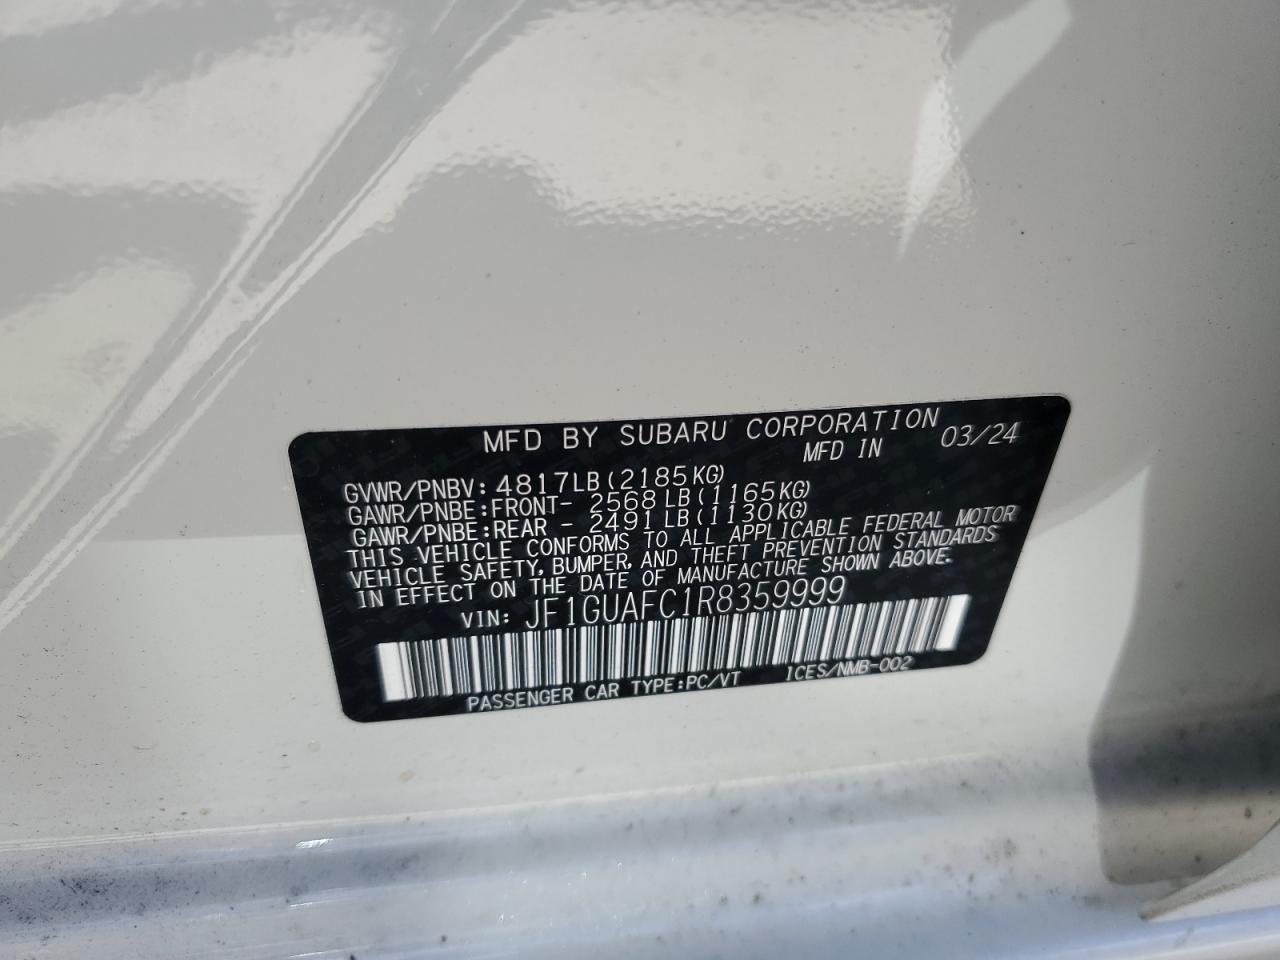 MFD BY SUBARU CORPORATION
MFD IN 03/24
GVWR/PNBV: 4817LB(2185KG)
GAWR/PNBE:FRONT- 2568LB(1165KG)
GAWR/PNBE:REAR - 2491LB(1130KG)
THIS VEHICLE CONFORMS TO ALL APPLICABLE FEDERAL MOTOR
VEHICLE SAFETY, BUMPER, AND THEFT PREVENTION STANDARDS
IN EFFECT ON THE DATE OF MANUFACTURE SHOWN ABOVE.
VIN: JF1GUAFC1R8359999
PASSENGER CAR TYPE:PC/VT ICES/NMB-002